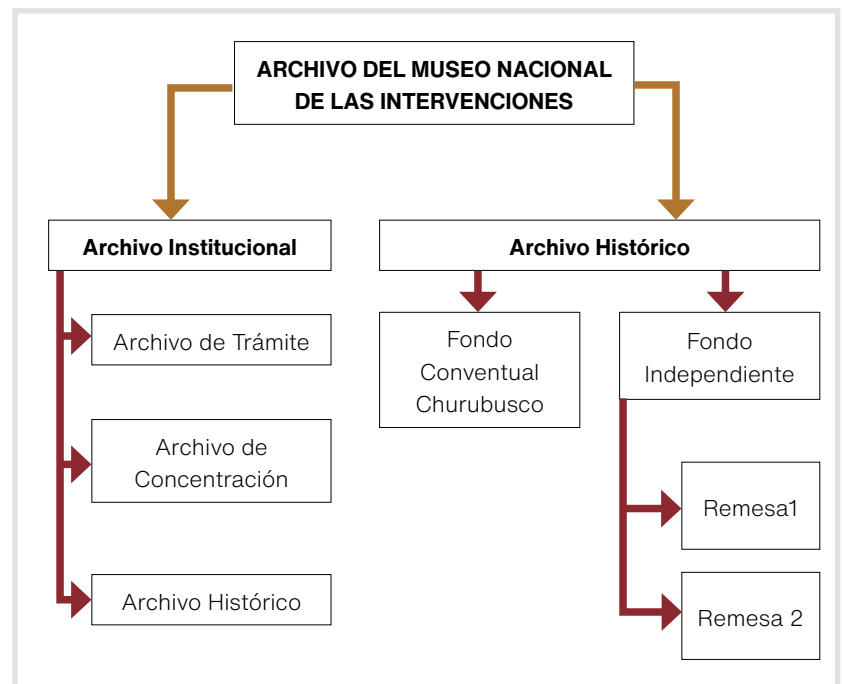 ARCHIVO DEL MUSEO NACIONAL
DE LAS INTERVENCIONES
Archivo Institucional
Archivo de Trámite
Archivo de
Concentración
Archivo Histórico
Archivo Histórico
Fondo
Conventual
Churubusco
Fondo
Independiente
Remesa1
Remesa 2